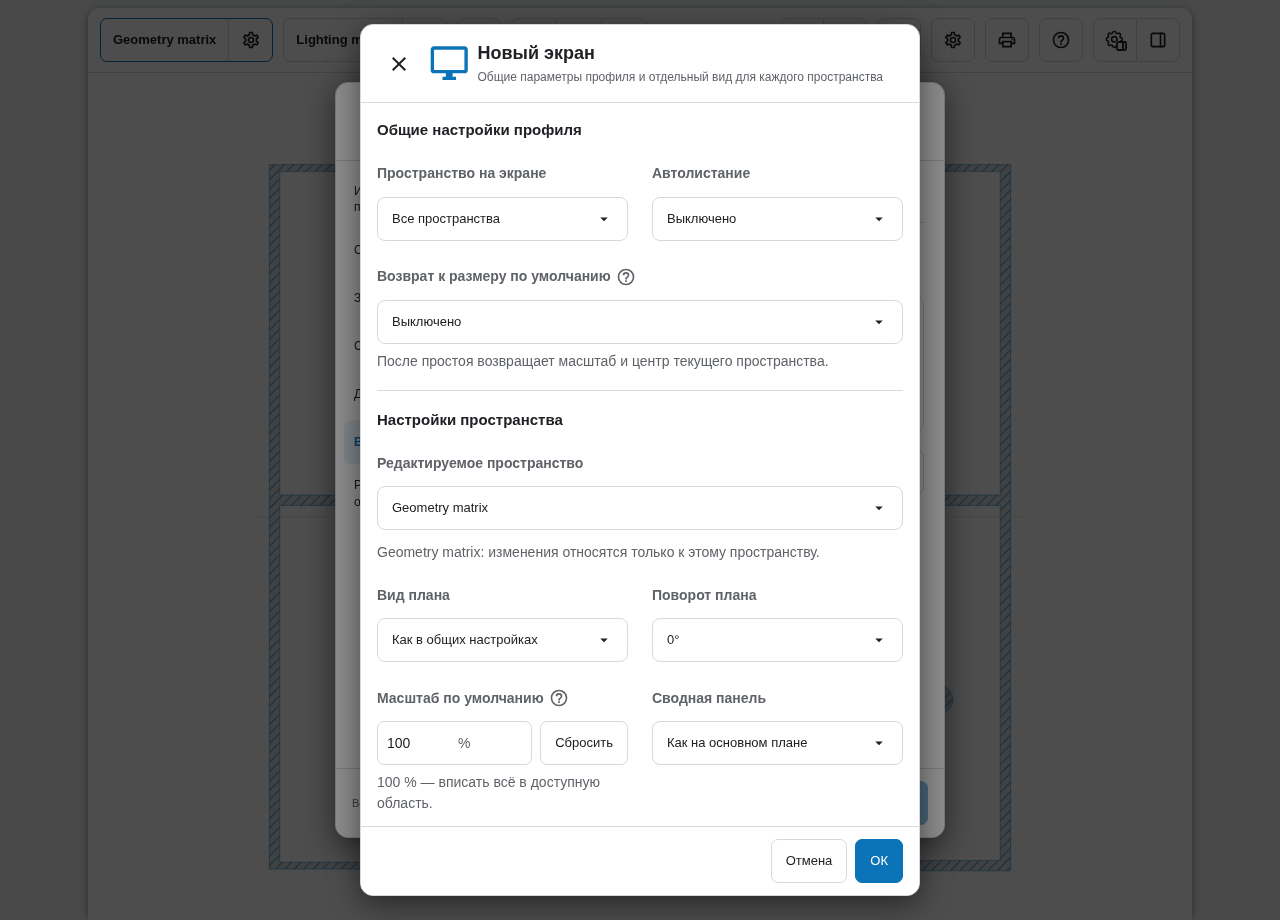 Geometry matrix
Lighting m
Новый экран
Общие параметры профиля и отдельный вид для каждого пространства
Общие настройки профиля
Пространство на экране
Автолистание
Все пространства
Выключено
Возврат к размеру по умолчанию
Выключено
После простоя возвращает масштаб и центр текущего пространства.
Настройки пространства
Редактируемое пространство
Geometry matrix
Geometry matrix: изменения относятся только к этому пространству.
Вид плана
Поворот плана
Как в общих настройках
0°
Масштаб по умолчанию
Сводная панель
100 %
Сбросить
Как на основном плане
100 % — вписать всё в доступную
область.
Отмена
ОК